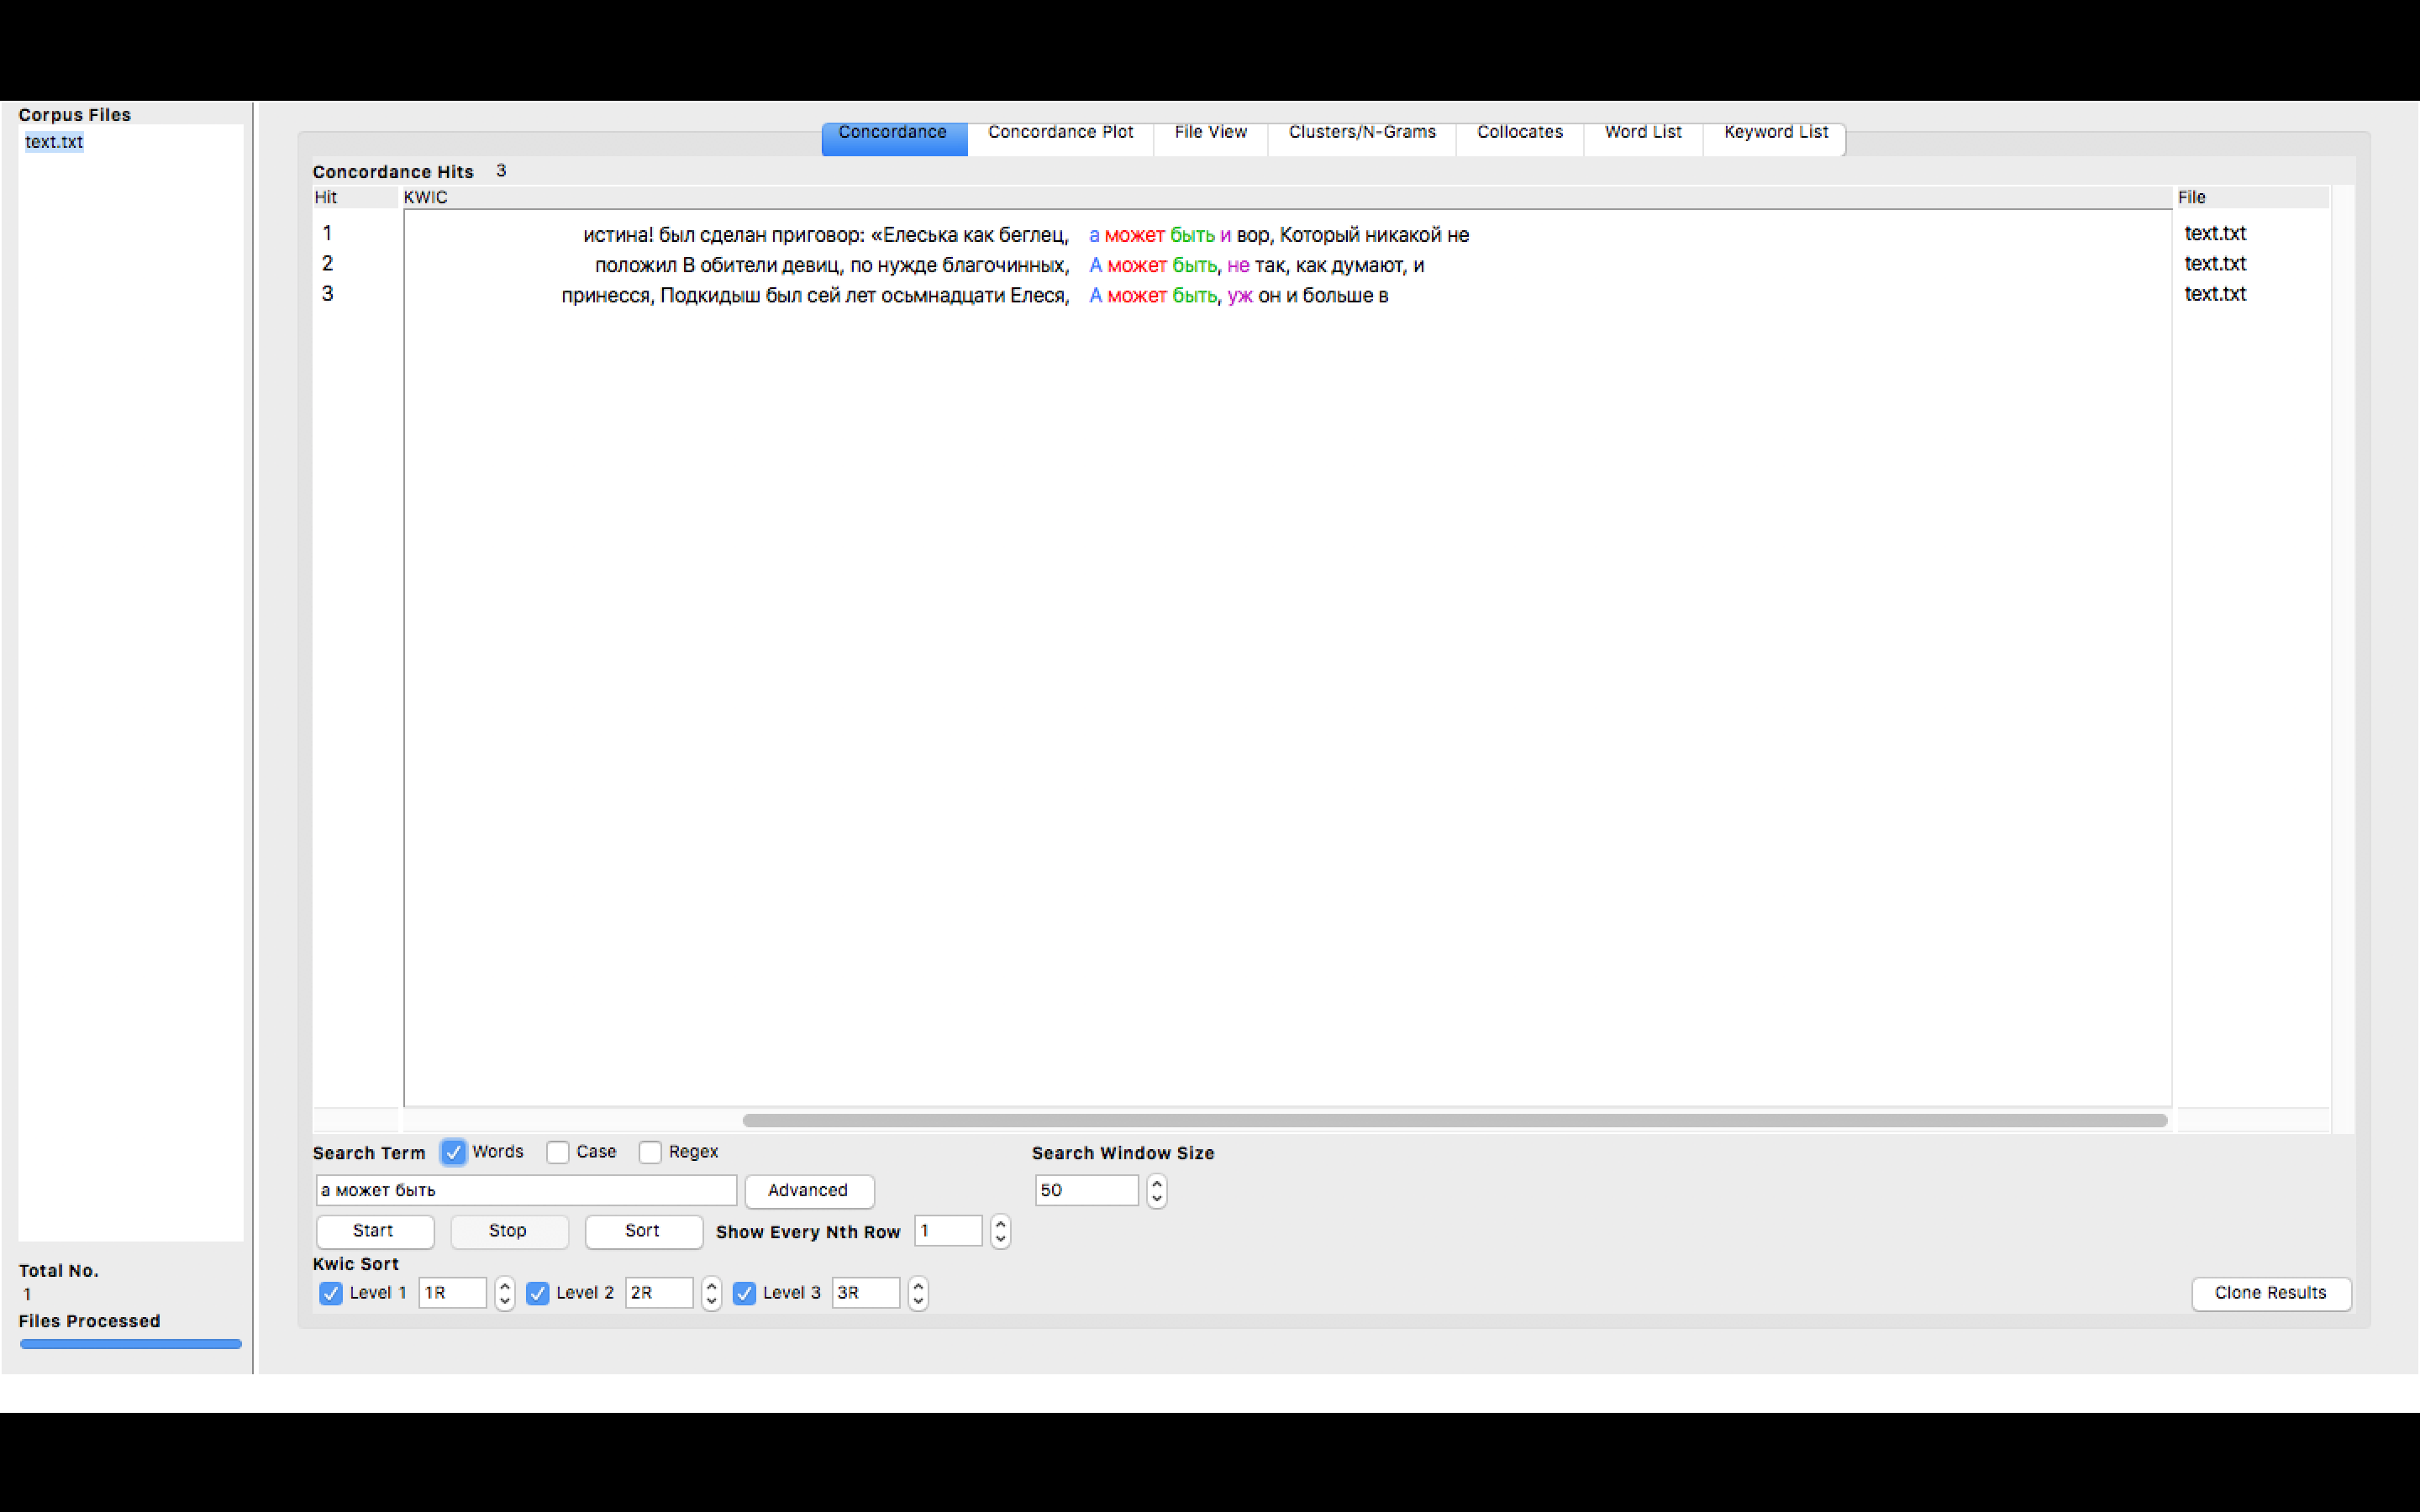 Corpus Files
text.txt
Concordance Concordance Plot File View Clusters/N-Grams Collocates Word List Keyword List
Concordance Hits 3
Hit KWIC File
1 истина! был сделан приговор: «Елеська как беглец, а может быть и вор, Который никакой не text.txt
2 положил В обители девиц, по нужде благочинных, А может быть, не так, как думают, и text.txt
3 принесся, Подкидыш был сей лет осьмнадцати Елеся, А может быть, уж он и больше в text.txt
Search Term Words Case Regex Search Window Size
а может быть Advanced 50
Start Stop Sort Show Every Nth Row 1
Kwic Sort
Level 1 1R Level 2 2R Level 3 3R Clone Results
Total No.
1
Files Processed